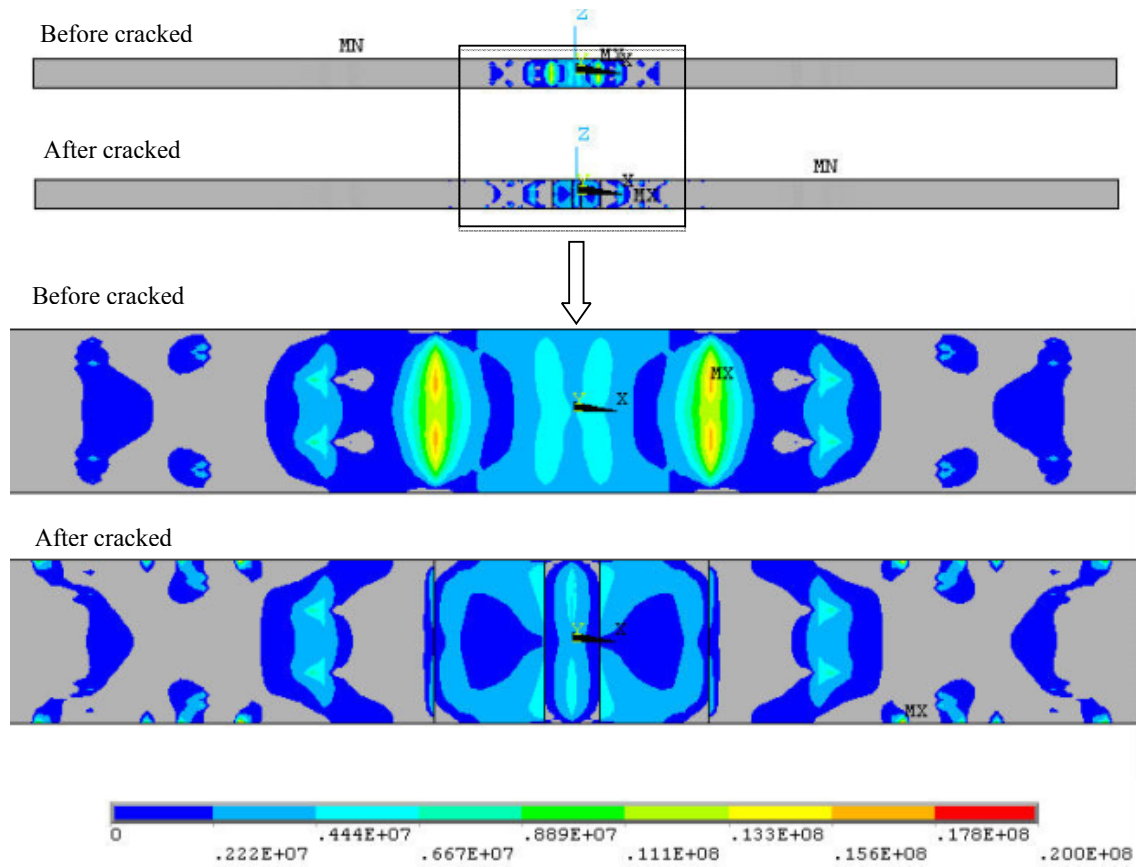 Before cracked
Z
MN
MX
Y
X
After cracked
Z
MN
Y
X
MX
Before cracked
MX
Y
X
After cracked
Y
X
MX
0 .444E+07 .889E+07 .133E+08 .178E+08
.222E+07 .667E+07 .111E+08 .156E+08 .200E+08